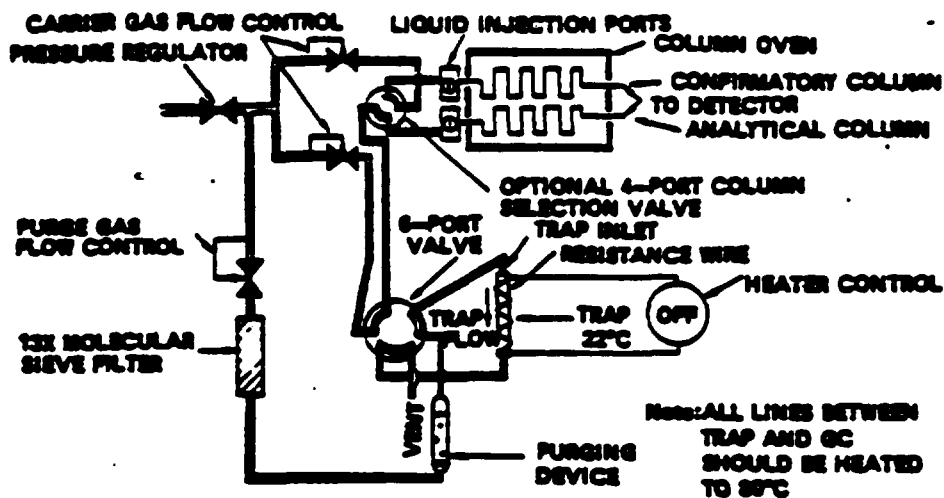 CARRIER GAS FLOW CONTROL
PRESSURE REGULATOR
LIQUID INJECTION PORTS
COLUMN OVEN
CONFIRMATORY COLUMN
TO DETECTOR
ANALYTICAL COLUMN
OPTIONAL 4-PORT COLUMN
SELECTION VALVE
PURGE GAS
FLOW CONTROL
6-PORT
VALVE
TRAP INLET
RESISTANCE WIRE
HEATER CONTROL
TRAP
FLOW
TRAP
22°C
OFF
13X MOLECULAR
SIEVE FILTER
VENT
PURGING
DEVICE
Note: ALL LINES BETWEEN
TRAP AND GC
SHOULD BE HEATED
TO